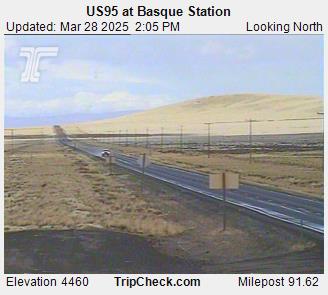 US95 at Basque Station
Updated: Mar 28 2025 2:05 PM Looking North
Elevation 4460 TripCheck.com Milepost 91.62